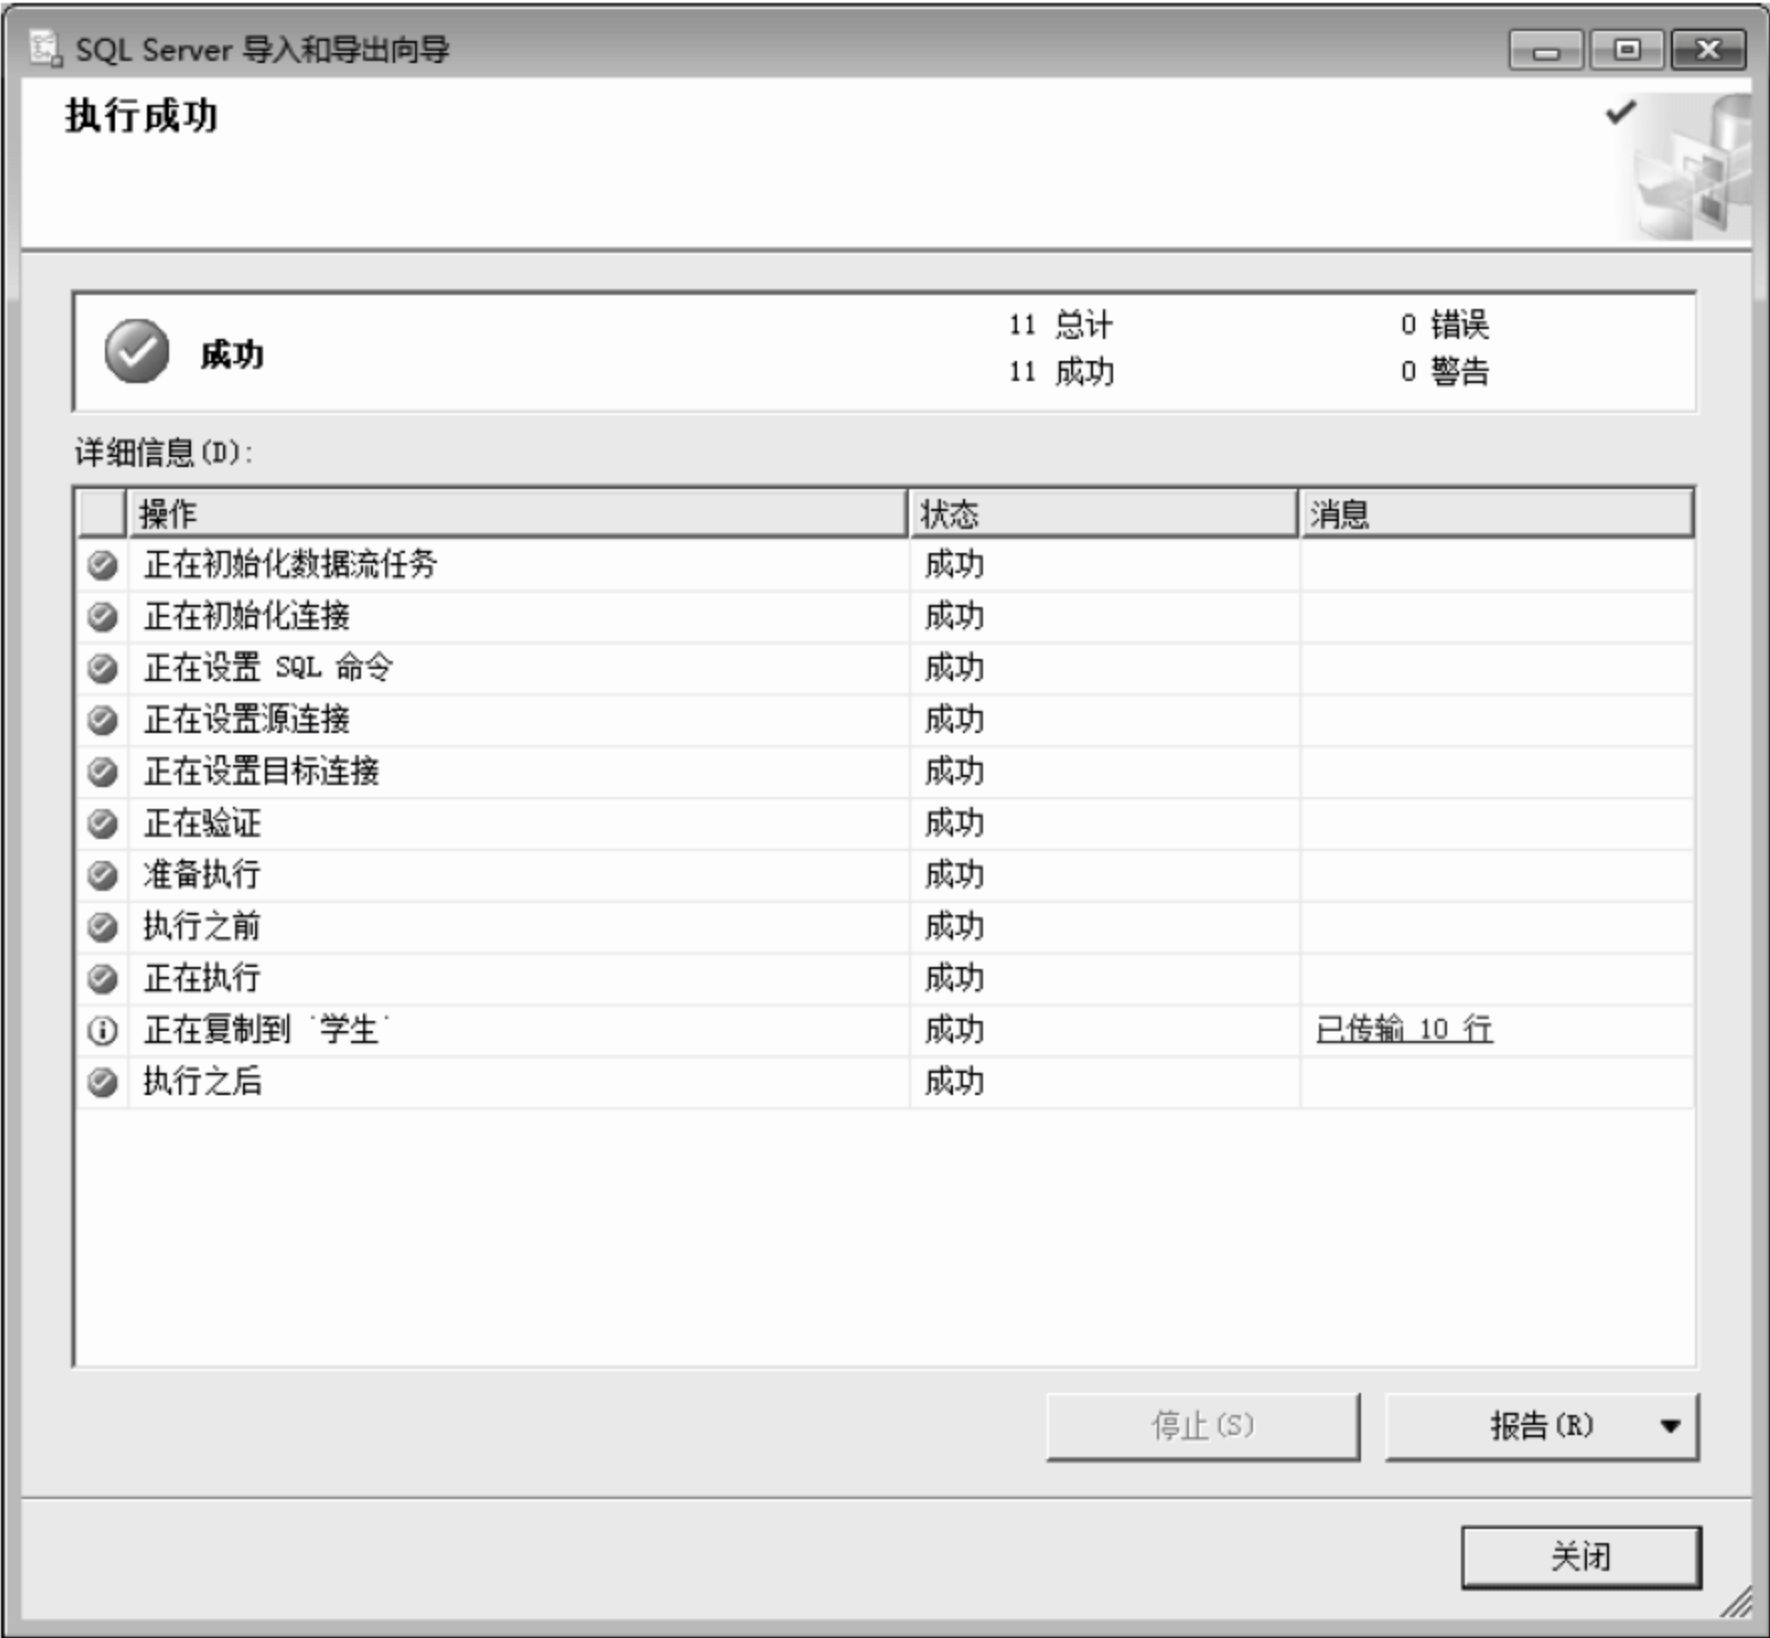 SQL Server 导入和导出向导
执行成功
成功
11 总计 0 错误
11 成功 0 警告
详细信息(D):
操作 状态 消息
正在初始化数据流任务 成功
正在初始化连接 成功
正在设置 SQL 命令 成功
正在设置源连接 成功
正在设置目标连接 成功
正在验证 成功
准备执行 成功
执行之前 成功
正在执行 成功
正在复制到 `学生` 成功 已传输 10 行
执行之后 成功
停止(S) 报告(R)
关闭